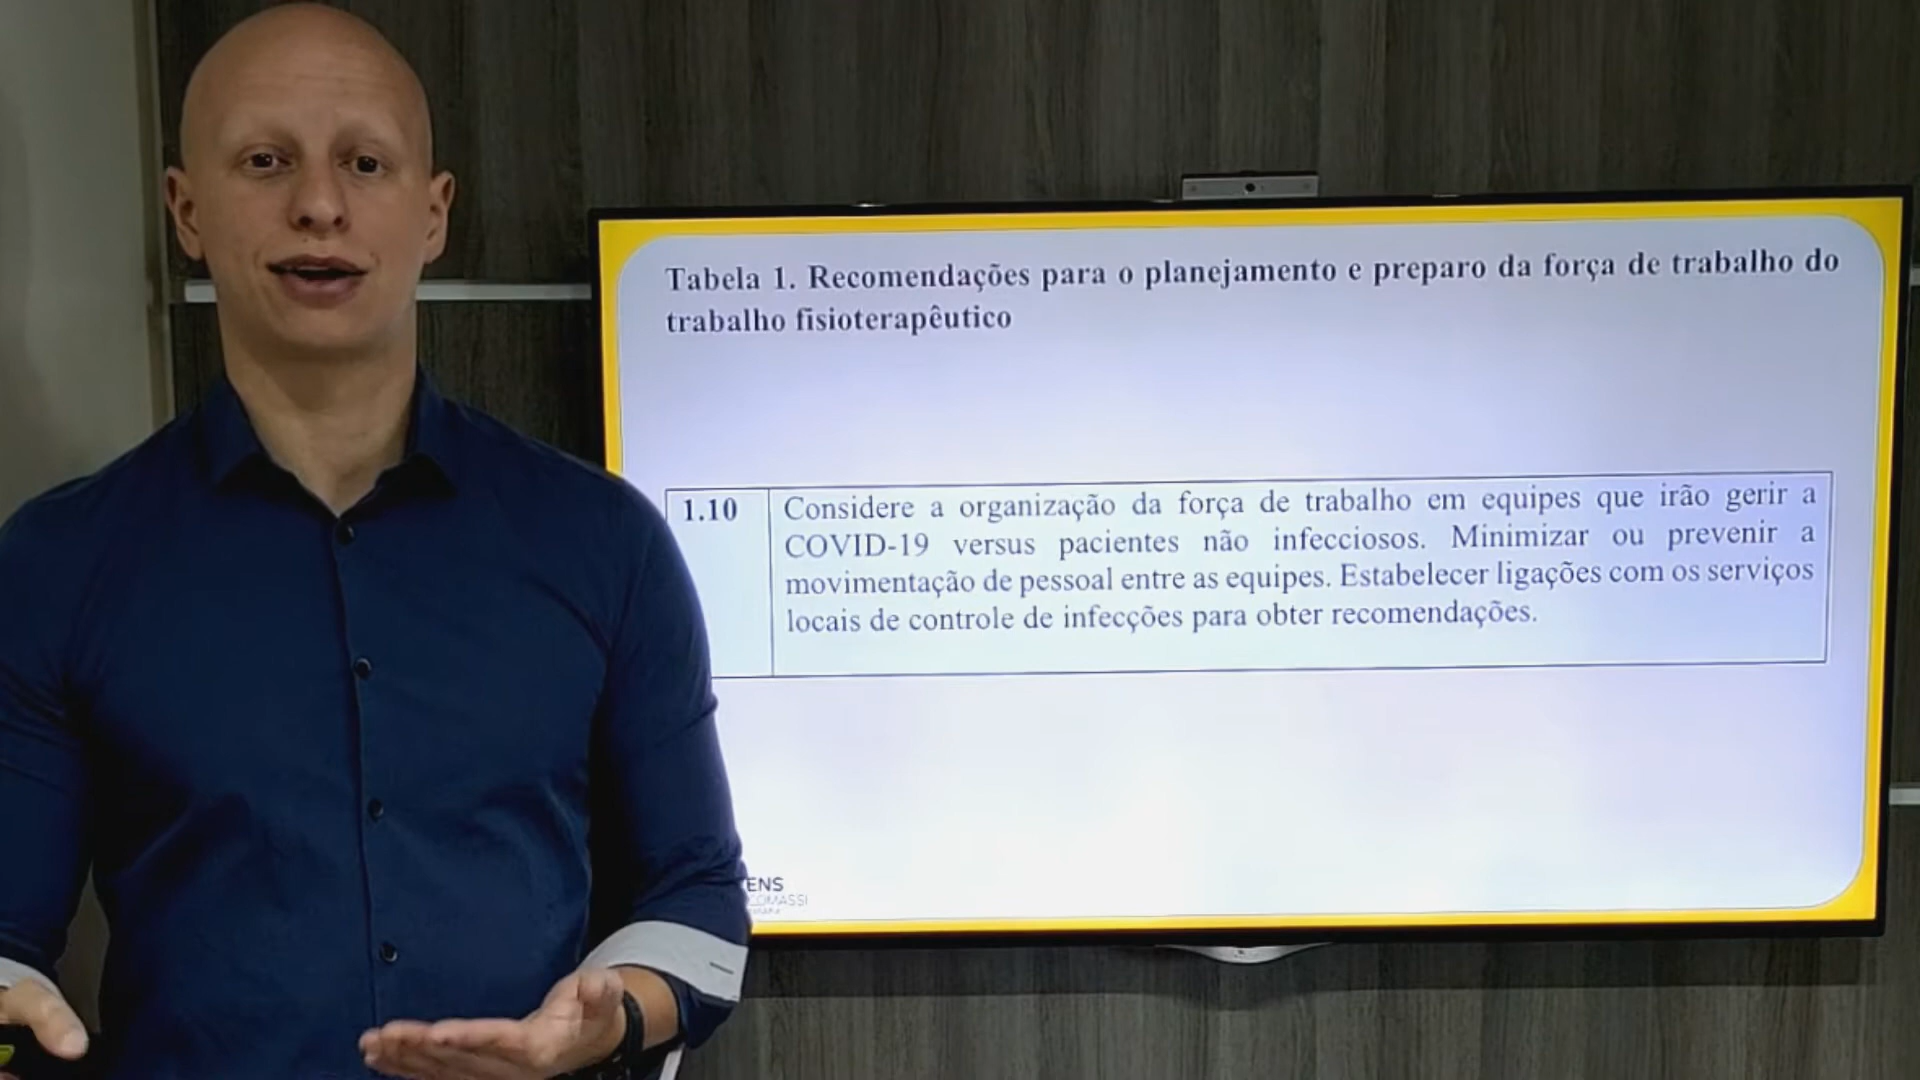 Tabela 1. Recomendações para o planejamento e preparo da força de trabalho do
trabalho fisioterapêutico
1.10
Considere a organização da força de trabalho em equipes que irão gerir a
COVID-19 versus pacientes não infecciosos. Minimizar ou prevenir a
movimentação de pessoal entre as equipes. Estabelecer ligações com os serviços
locais de controle de infecções para obter recomendações.
ENS
COMASSI